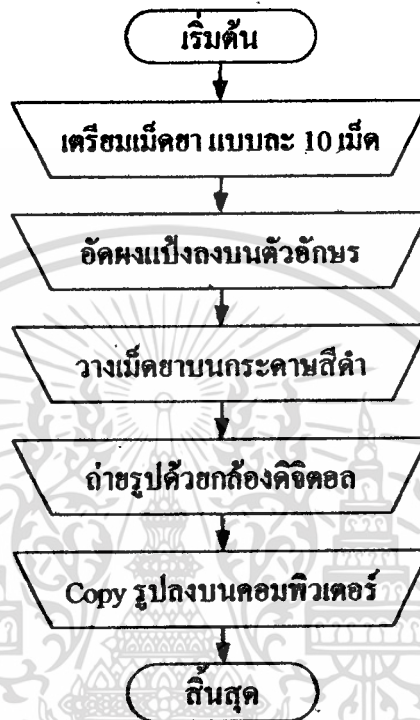 เริ่มต้น
เตรียมเม็ดยา แบบละ 10 เม็ด
อัดผงแป้งลงบนตัวอักษร
วางเม็ดยาบนกระดาษสีดำ
ถ่ายรูปด้วยกล้องดิจิตอล
Copy รูปลงบนคอมพิวเตอร์
สิ้นสุด